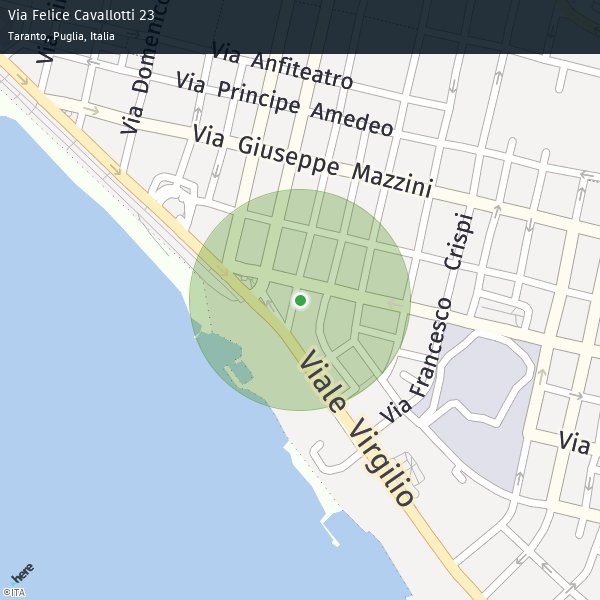 Via Felice Cavallotti 23
Taranto, Puglia, Italia
Via Domenico
Via Anfiteatro
Via Principe Amedeo
Via Giuseppe Mazzini
Via Francesco Crispi
Viale Virgilio
Via
here
©ITA